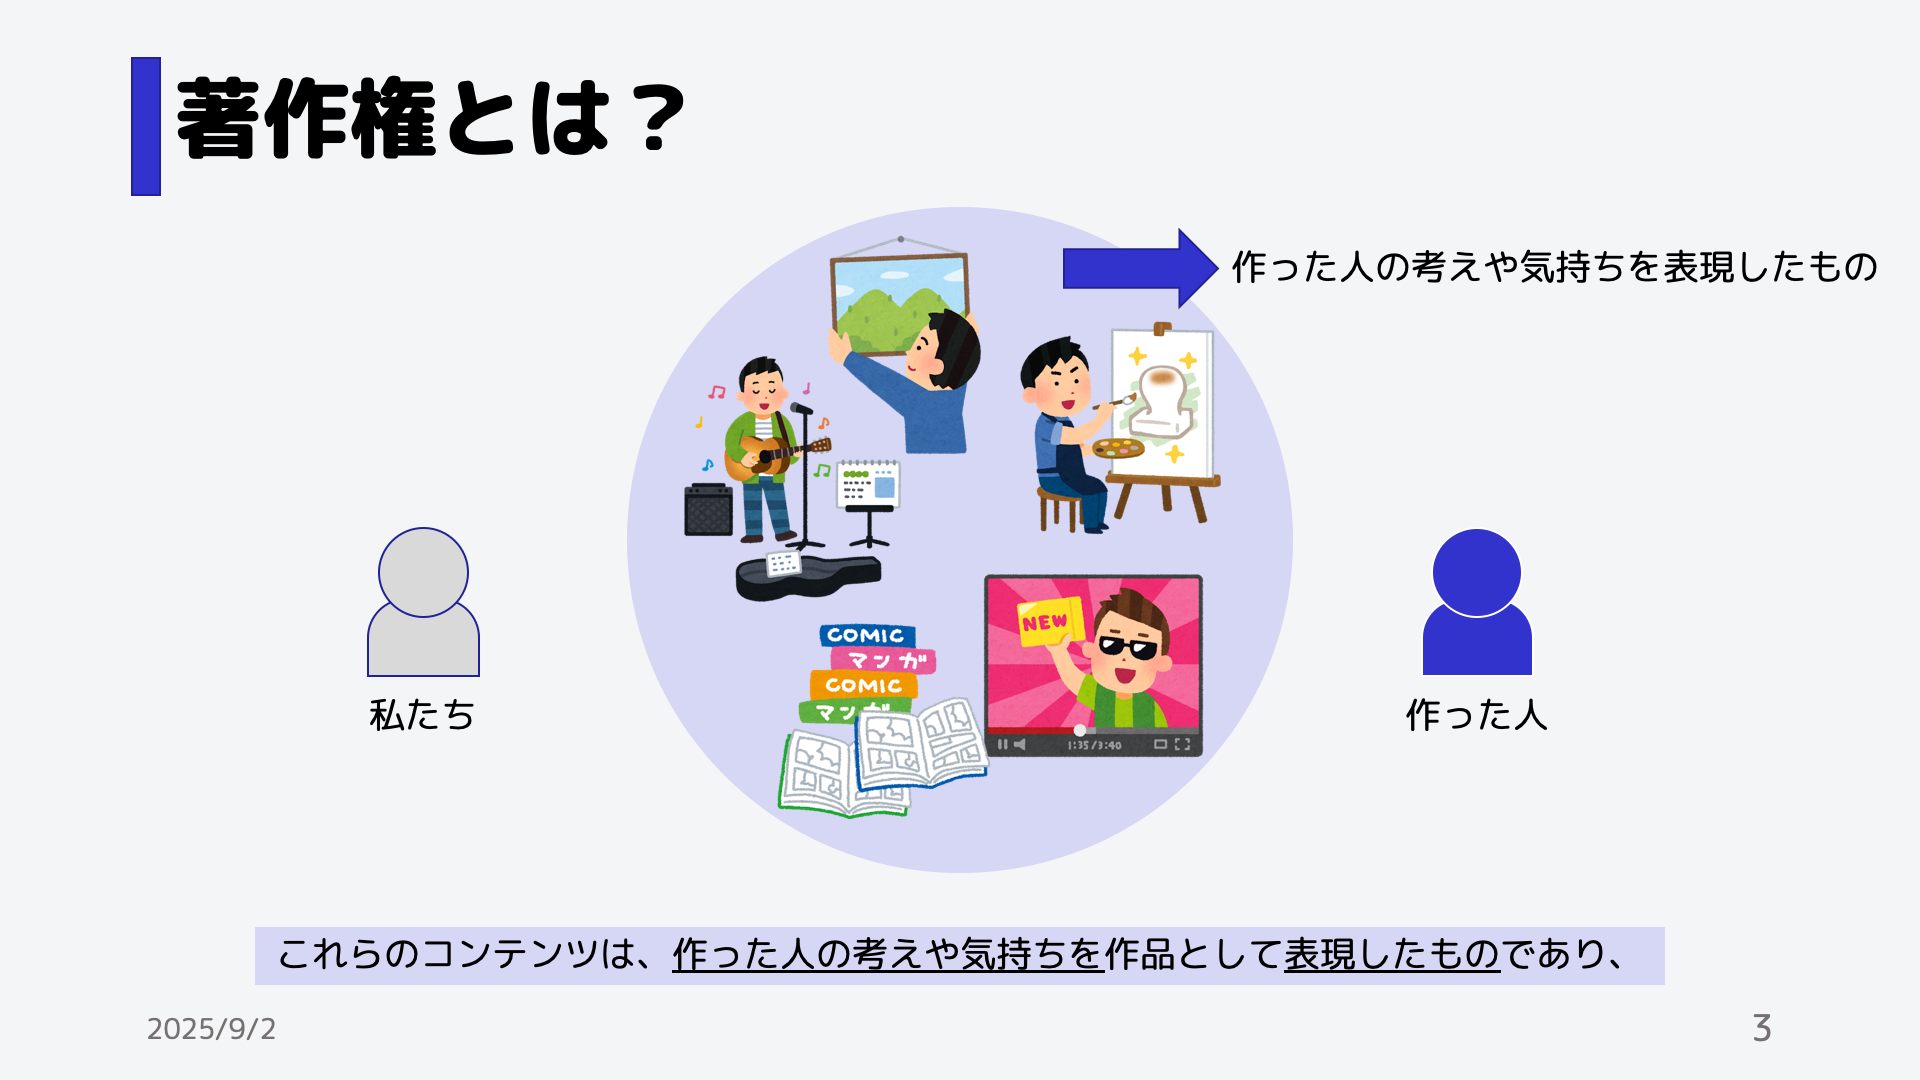 著作権とは？
作った人の考えや気持ちを表現したもの
COMIC
マンガ
COMIC
マンガ
NEW
1:35/3:40
私たち
作った人
これらのコンテンツは、作った人の考えや気持ちを作品として表現したものであり、
2025/9/2
3